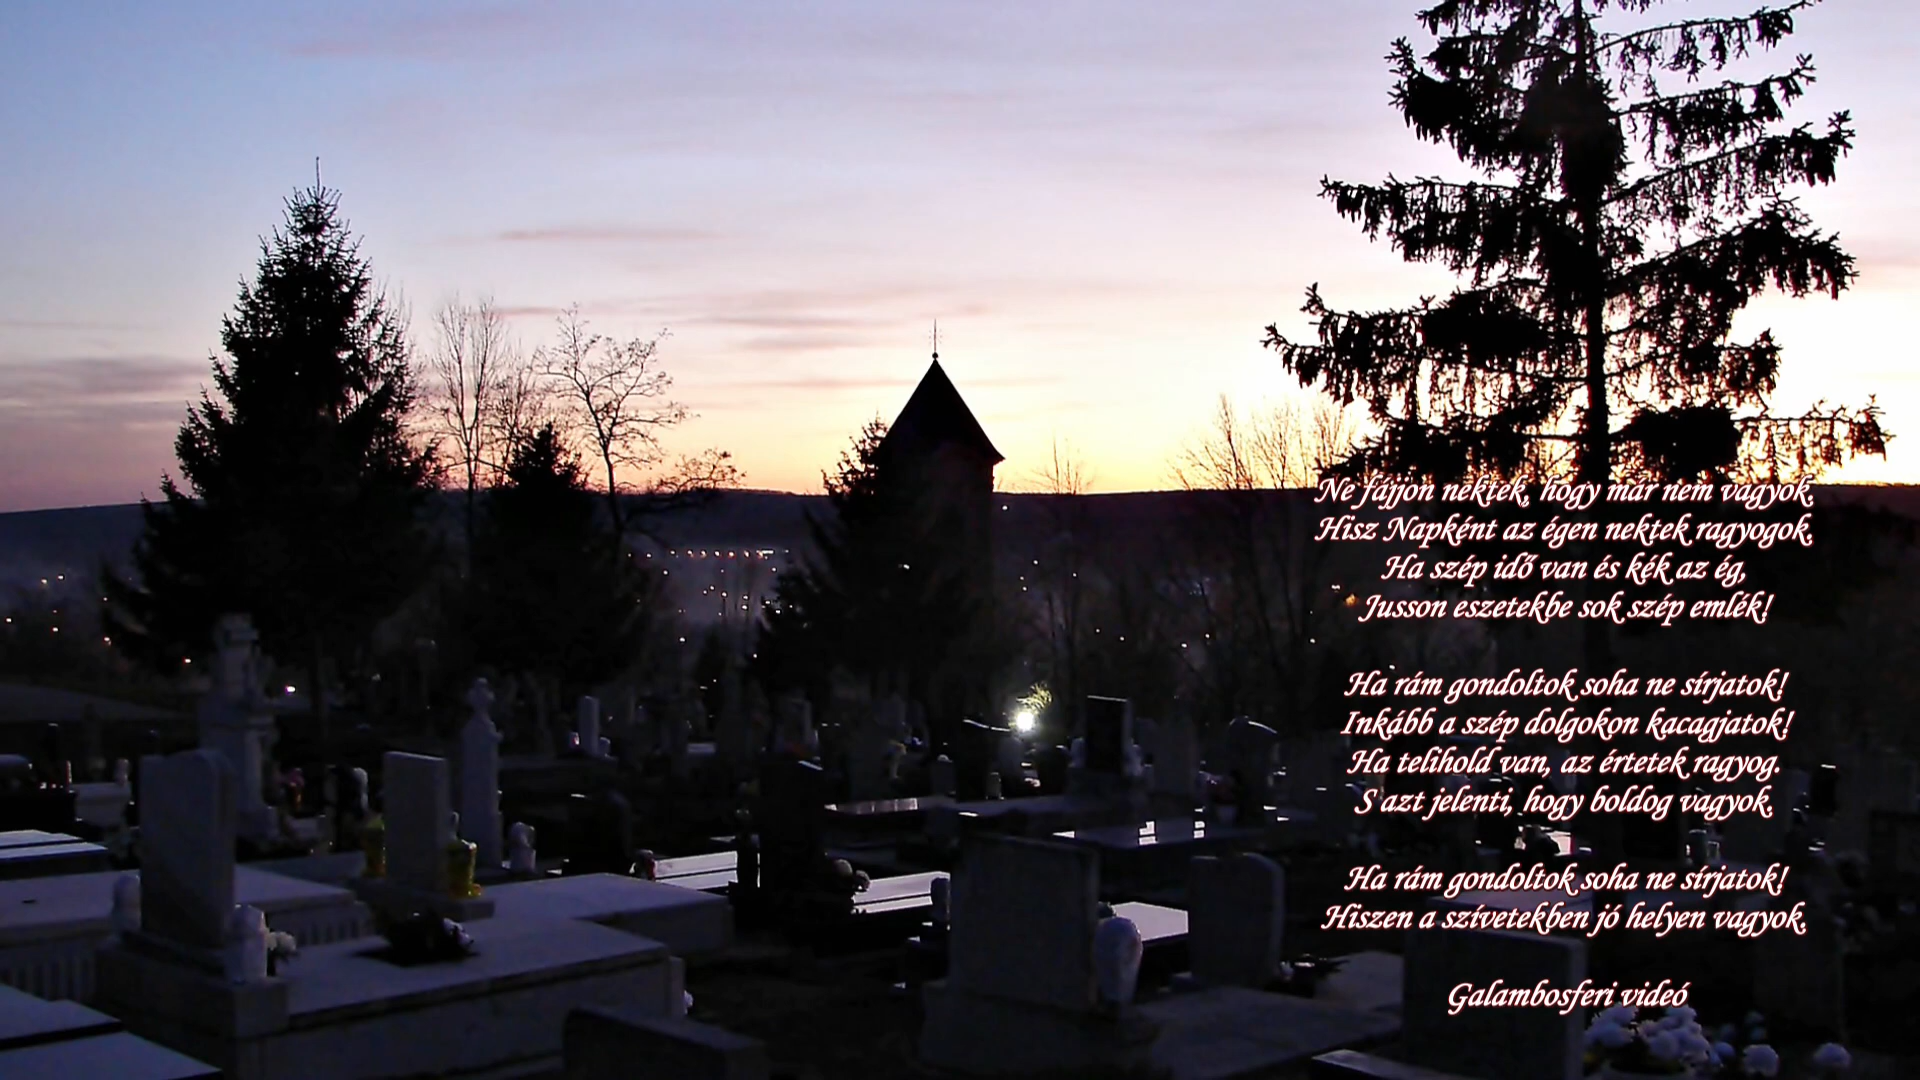 Ne fájjon nektek, hogy már nem vagyok.
Hisz Napként az égen nektek ragyogok.
Ha szép idő van és kék az ég,
Jusson eszetekbe sok szép emlék!
Ha rám gondoltok soha ne sírjatok!
Inkább a szép dolgokon kacagjatok!
Ha telihold van, az értetek ragyog.
S azt jelenti, hogy boldog vagyok.
Ha rám gondoltok soha ne sírjatok!
Hiszen a szívetekben jó helyen vagyok.
Galambosferi videó